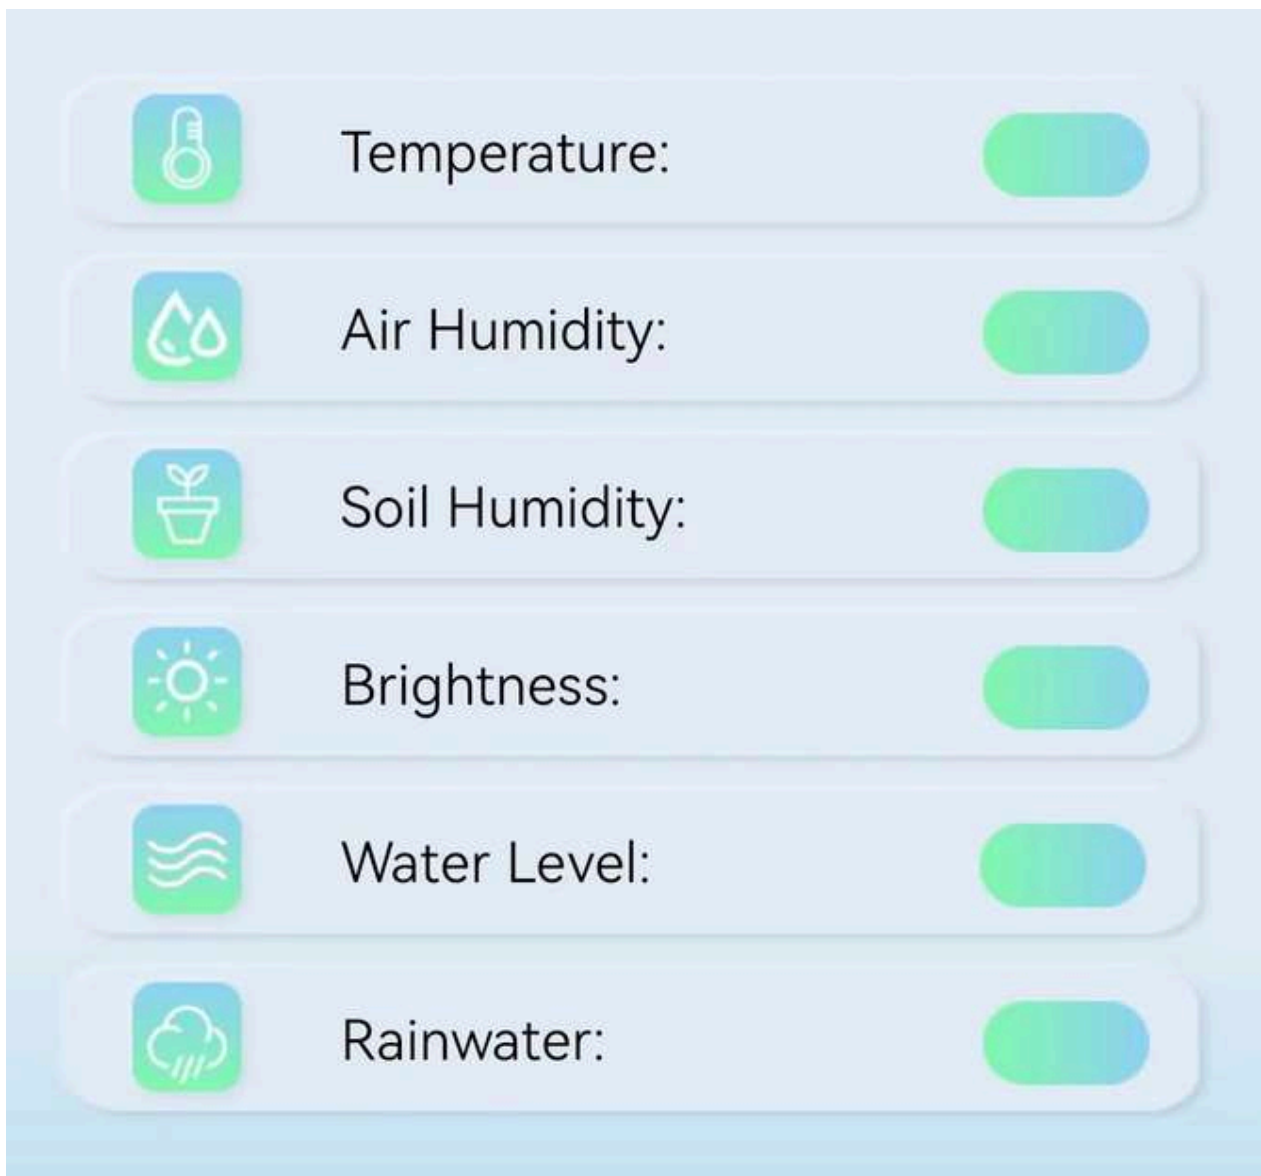 Temperature:
Air Humidity:
Soil Humidity:
Brightness:
Water Level:
Rainwater: